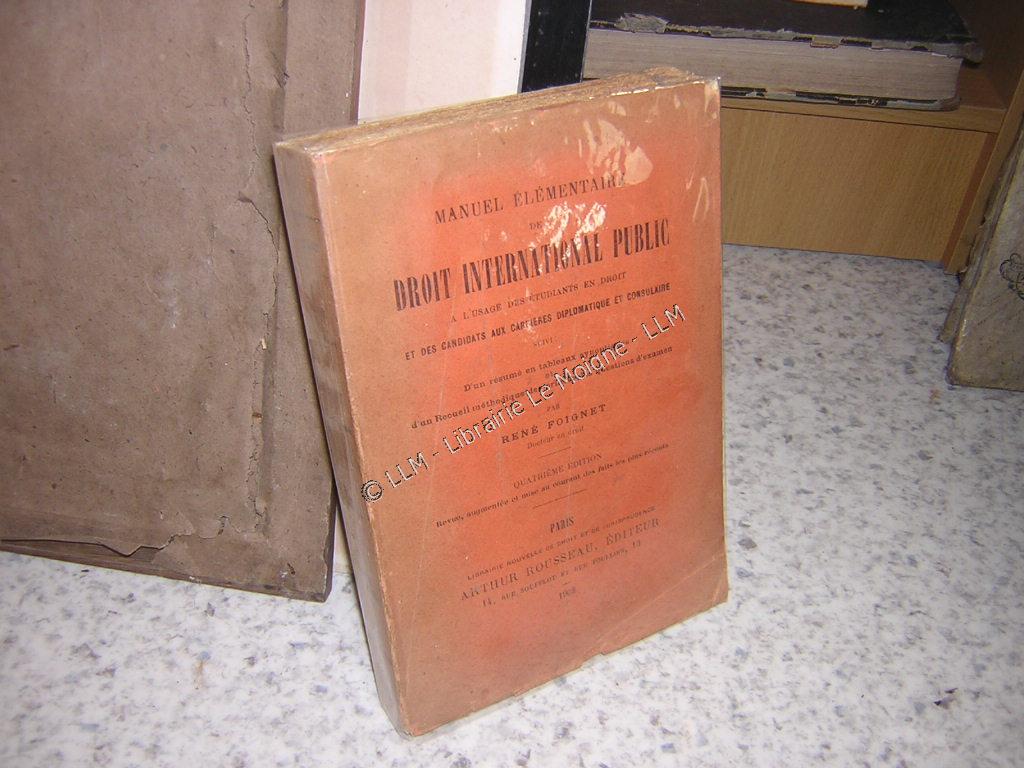 MANUEL ÉLÉMENTAIRE
DE
DROIT INTERNATIONAL PUBLIC
A L'USAGE DES ÉTUDIANTS EN DROIT
ET DES CANDIDATS AUX CARRIÈRES DIPLOMATIQUE ET CONSULAIRE
SUIVI
D'un résumé en tableaux synoptiques
et
d'un Recueil méthodique des questions d'examen
PAR
RENÉ FOIGNET
Docteur en droit
QUATRIÈME ÉDITION
Revue, augmentée et mise au courant des faits les plus récents
PARIS
LIBRAIRIE NOUVELLE DE DROIT ET DE JURISPRUDENCE
ARTHUR ROUSSEAU, ÉDITEUR
14, RUE SOUFFLOT ET RUE TOULLIER, 13
© LLM - Librairie Le Moigne - LLM